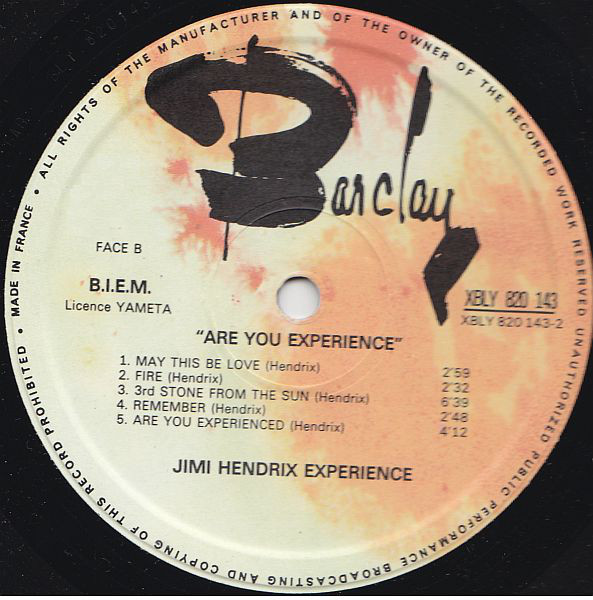 • MADE IN FRANCE • ALL RIGHTS OF THE MANUFACTURER AND OF THE OWNER OF THE RECORDED WORK RESERVED UNAUTHORIZED PUBLIC PERFORMANCE BROADCASTING AND COPYING OF THIS RECORD PROHIBITED
Barclay
FACE B
B.I.E.M.
Licence YAMETA
XBLY 820 143
XBLY 820 143-2
"ARE YOU EXPERIENCE"
1. MAY THIS BE LOVE (Hendrix) 2'59
2. FIRE (Hendrix) 2'32
3. 3rd STONE FROM THE SUN (Hendrix) 6'39
4. REMEMBER (Hendrix) 2'48
5. ARE YOU EXPERIENCED (Hendrix) 4'12
JIMI HENDRIX EXPERIENCE